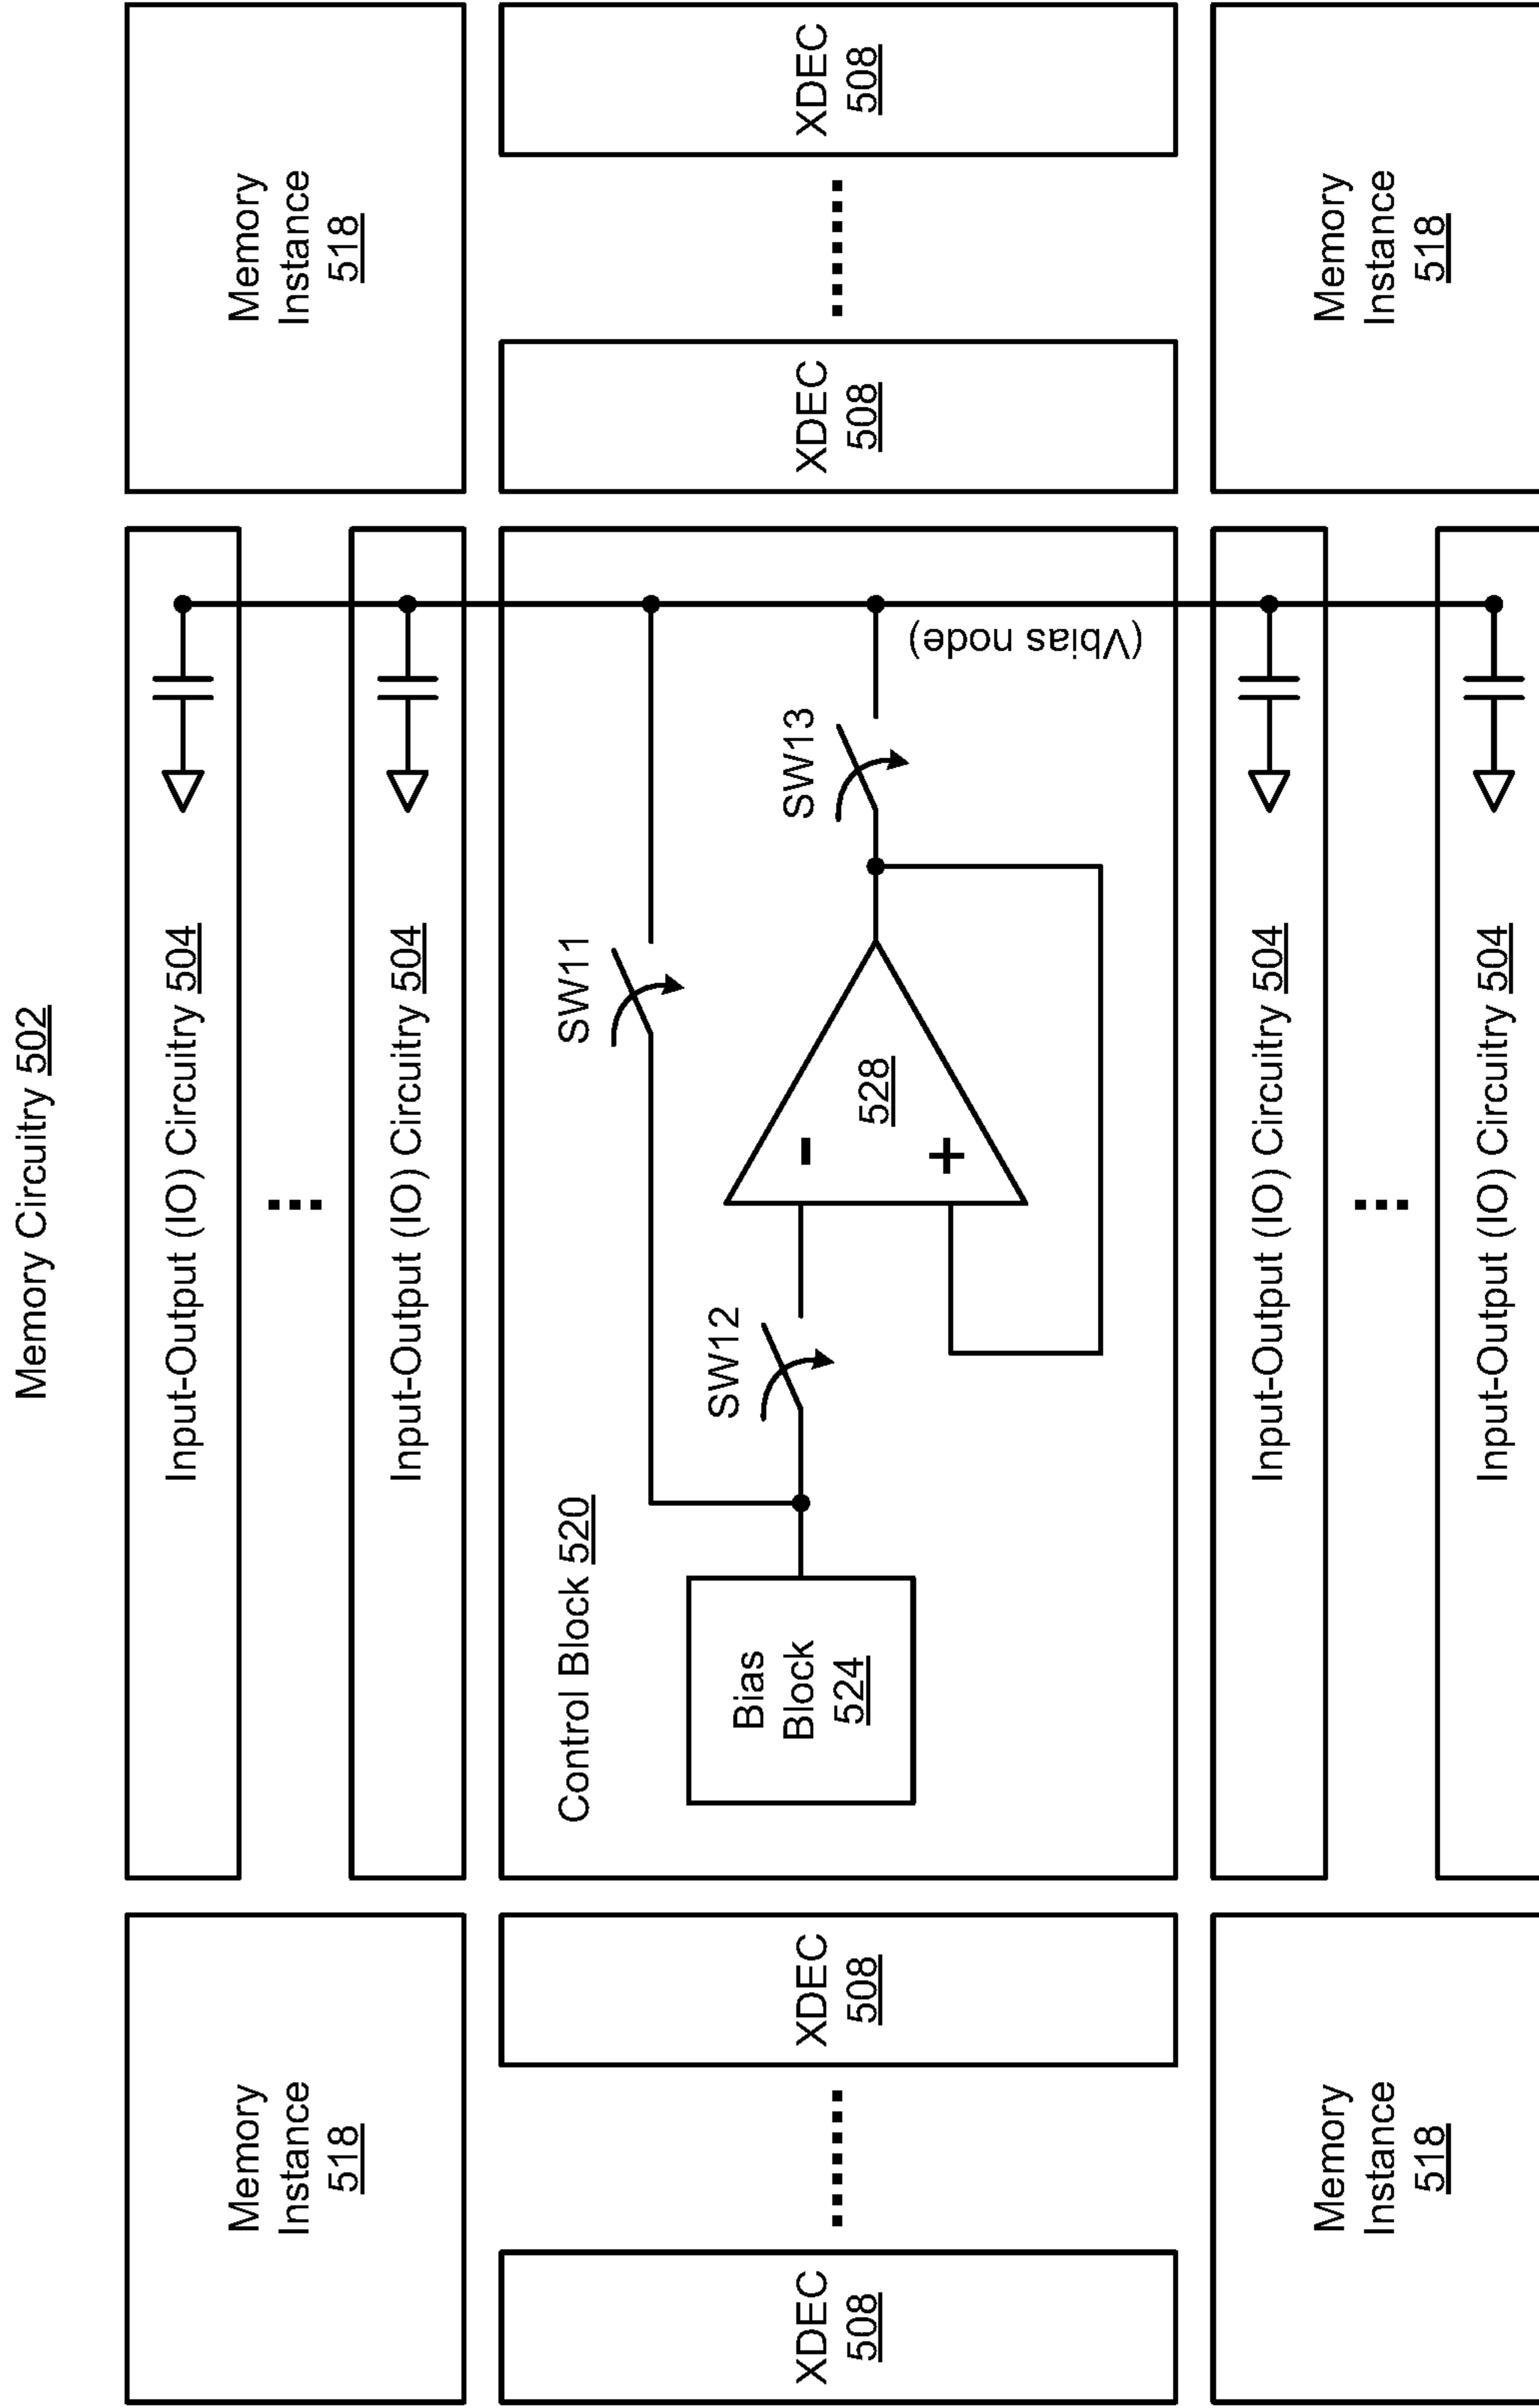 Memory Circuitry 502
Memory
Instance
518
Input-Output (IO) Circuitry 504
Input-Output (IO) Circuitry 504
Memory
Instance
518
XDEC
508
XDEC
508
Control Block 520
Bias
Block
524
SW11
SW12
-
+
528
SW13
(Vbias node)
XDEC
508
XDEC
508
Memory
Instance
518
Input-Output (IO) Circuitry 504
Input-Output (IO) Circuitry 504
Memory
Instance
518